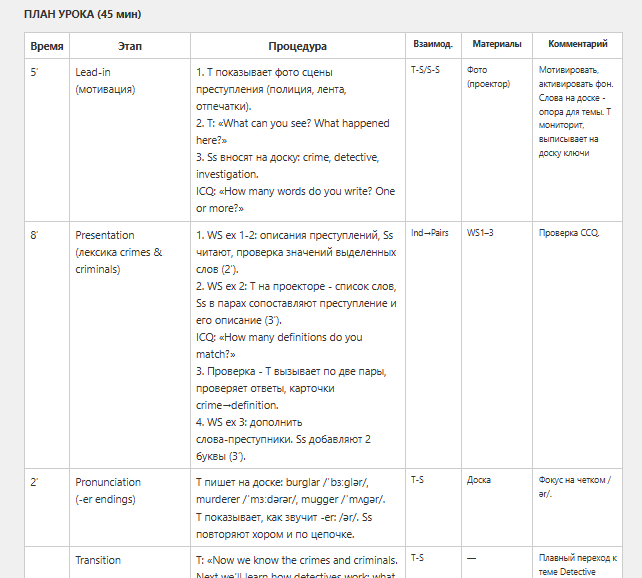 ПЛАН УРОКА (45 мин)
Время Этап Процедура Взаимод. Материалы Комментарий
5′ Lead-in
(мотивация)
1. T показывает фото сцены
преступления (полиция, лента,
отпечатки).
2. T: «What can you see? What happened
here?»
3. Ss вносят на доску: crime, detective,
investigation.
ICQ: «How many words do you write? One
or more?»
T-S/S-S
Фото
(проектор)
Мотивировать,
активировать фон.
Слова на доске -
опора для темы. T
мониторит,
выписывает на
доску ключи
8′ Presentation
(лексика crimes &
criminals)
1. WS ex 1-2: описания преступлений, Ss
читают, проверка значений выделенных
слов (2′).
2. WS ex 2: T на проекторе - список слов,
Ss в парах сопоставляют преступление и
его описание (3′).
ICQ: «How many definitions do you
match?»
3. Проверка - T вызывает по две пары,
проверяет ответы, карточки
crime→definition.
4. WS ex 3: дополнить
слова-преступники. Ss добавляют 2
буквы (3′).
Ind→Pairs
WS1–3
Проверка CCQ.
2′ Pronunciation
(-er endings)
T пишет на доске: burglar /ˈbɜːglər/,
murderer /ˈmɜːdərər/, mugger /ˈmʌgər/.
T показывает, как звучит -er: /ər/. Ss
повторяют хором и по цепочке.
T-S
Доска
Фокус на четком /
ər/.
Transition
T: «Now we know the crimes and criminals.
Next we'll learn how detectives work: what
T-S
—
Плавный переход к
теме Detective